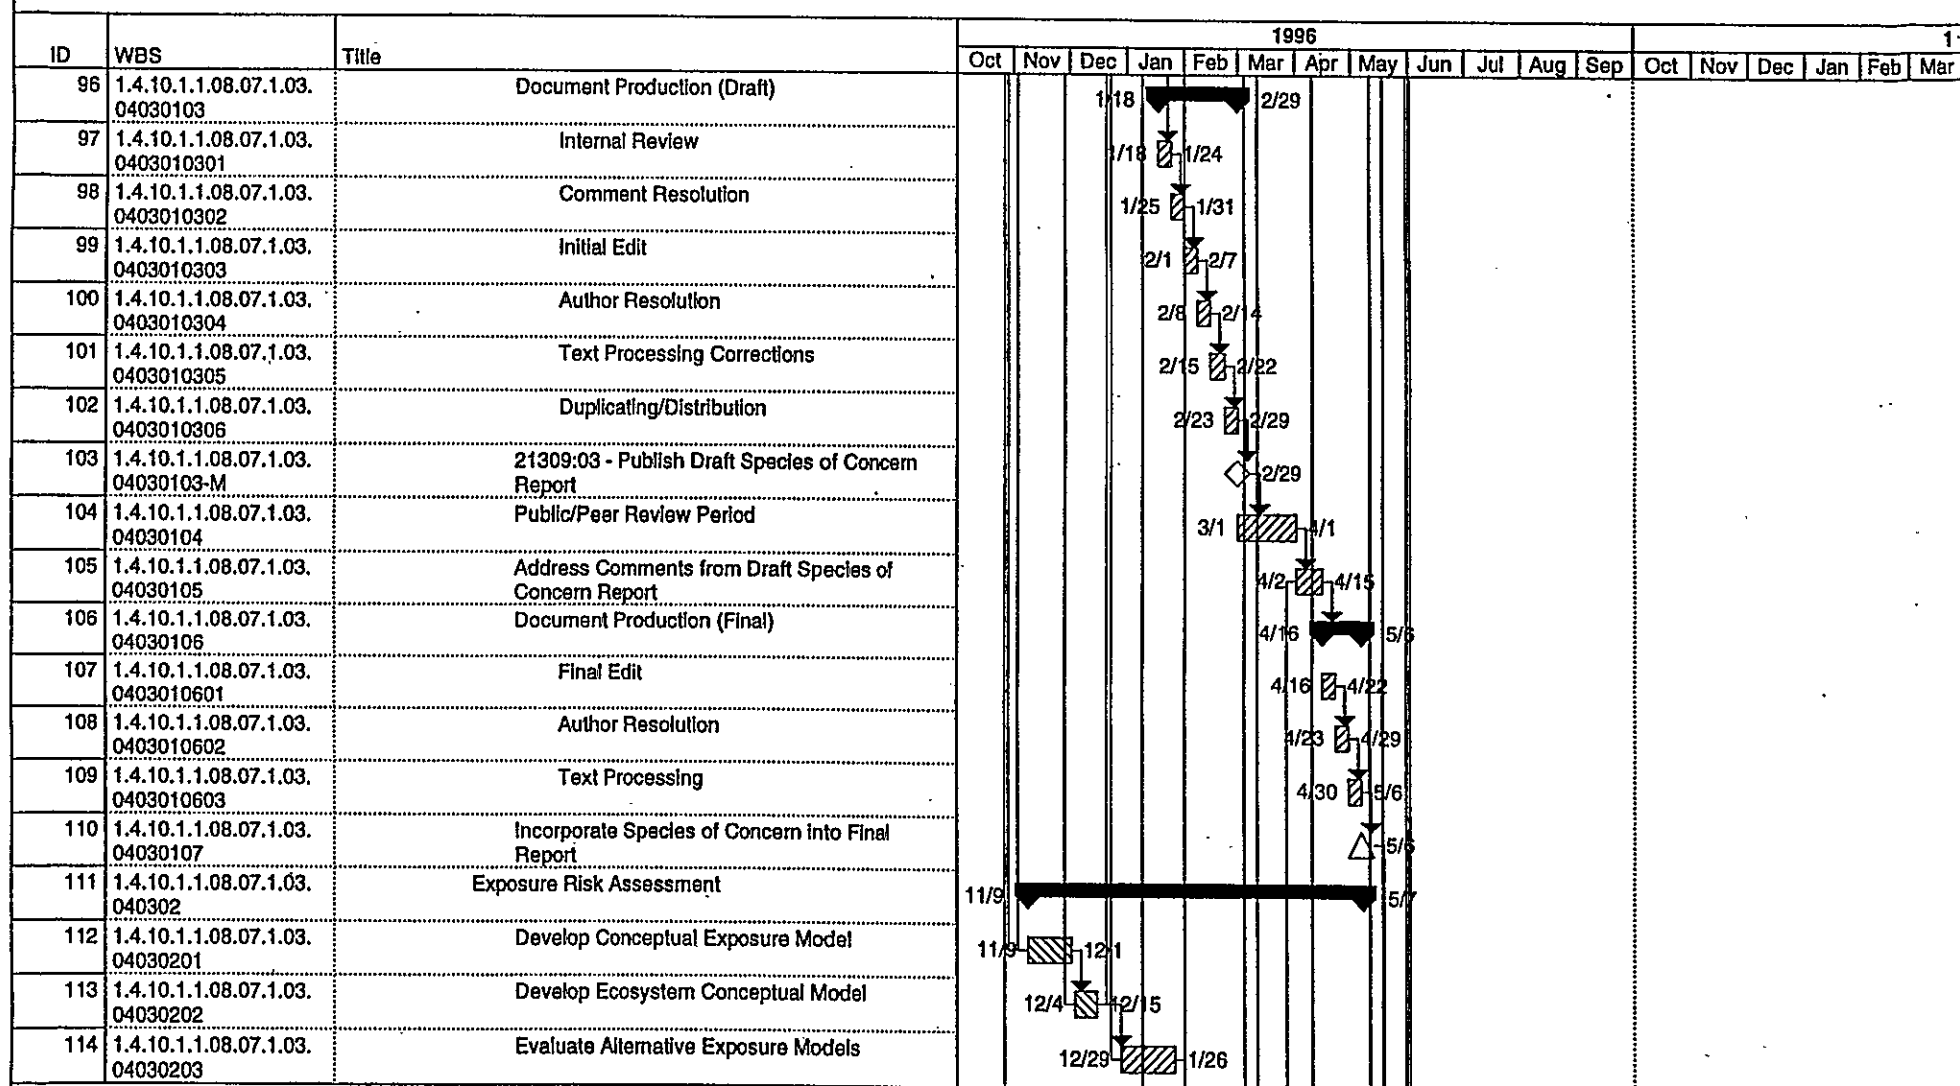 1996
1
ID WBS Title Oct Nov Dec Jan Feb Mar Apr May Jun Jul Aug Sep Oct Nov Dec Jan Feb Mar
96 1.4.10.1.1.08.07.1.03. Document Production (Draft)
04030103
1/18 2/29
97 1.4.10.1.1.08.07.1.03. Internal Review
0403010301
1/18 1/24
98 1.4.10.1.1.08.07.1.03. Comment Resolution
0403010302
1/25 1/31
99 1.4.10.1.1.08.07.1.03. Initial Edit
0403010303
2/1 2/7
100 1.4.10.1.1.08.07.1.03. Author Resolution
0403010304
2/8 2/14
101 1.4.10.1.1.08.07.1.03. Text Processing Corrections
0403010305
2/15 2/22
102 1.4.10.1.1.08.07.1.03. Duplicating/Distribution
0403010306
2/23 2/29
103 1.4.10.1.1.08.07.1.03. 21309:03 - Publish Draft Species of Concern
04030103-M Report
2/29
104 1.4.10.1.1.08.07.1.03. Public/Peer Review Period
04030104
3/1 4/1
105 1.4.10.1.1.08.07.1.03. Address Comments from Draft Species of
04030105 Concern Report
4/2 4/15
106 1.4.10.1.1.08.07.1.03. Document Production (Final)
04030106
4/16 5/6
107 1.4.10.1.1.08.07.1.03. Final Edit
0403010601
4/16 4/22
108 1.4.10.1.1.08.07.1.03. Author Resolution
0403010602
4/23 4/29
109 1.4.10.1.1.08.07.1.03. Text Processing
0403010603
4/30 5/6
110 1.4.10.1.1.08.07.1.03. Incorporate Species of Concern into Final
04030107 Report
5/6
111 1.4.10.1.1.08.07.1.03. Exposure Risk Assessment
040302
11/9 5/7
112 1.4.10.1.1.08.07.1.03. Develop Conceptual Exposure Model
04030201
11/9 12/1
113 1.4.10.1.1.08.07.1.03. Develop Ecosystem Conceptual Model
04030202
12/4 12/15
114 1.4.10.1.1.08.07.1.03. Evaluate Alternative Exposure Models
04030203
12/29 1/26